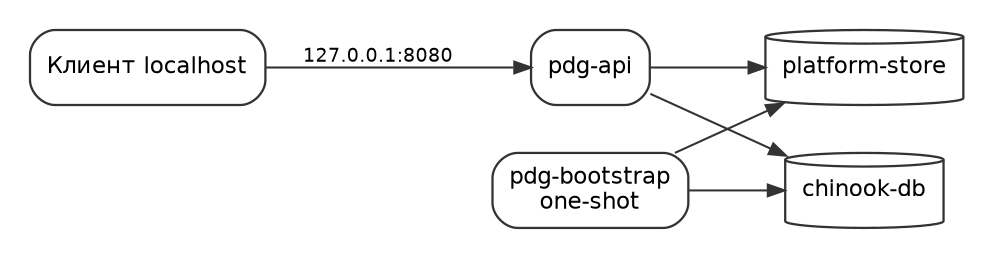 Клиент localhost
127.0.0.1:8080
pdg-api
platform-store
pdg-bootstrap
one-shot
chinook-db